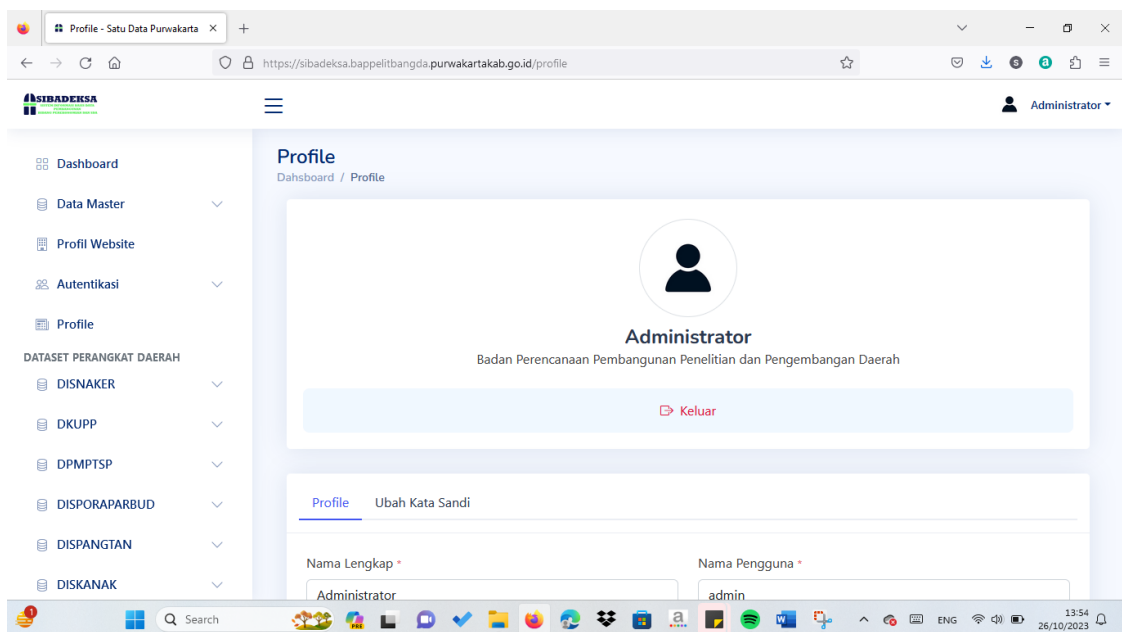 Profile - Satu Data Purwakarta
https://sibadeksa.bappelitbangda.purwakartakab.go.id/profile
SIBADEKSA
Administrator
Dashboard
Data Master
Profil Website
Autentikasi
Profile
DATASET PERANGKAT DAERAH
DISNAKER
DKUPP
DPMPTSP
DISPORAPARBUD
DISPANGTAN
DISKANAK
Profile
Dahsboard / Profile
Administrator
Badan Perencanaan Pembangunan Penelitian dan Pengembangan Daerah
Keluar
Profile Ubah Kata Sandi
Nama Lengkap * Nama Pengguna *
Administrator admin
1
Search
PRE
a
W
ENG
13:54
26/10/2023